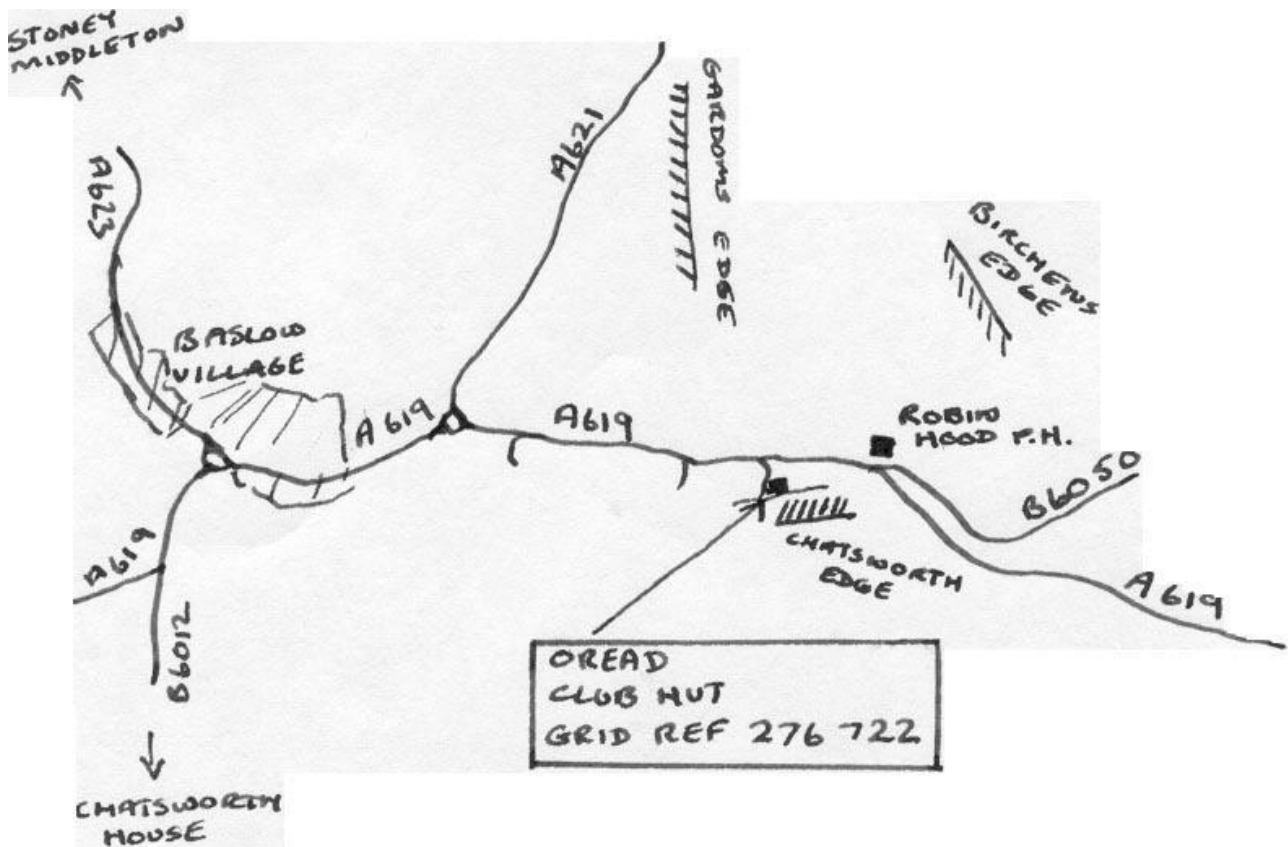 STONEY
MIDDLETON
A623
BASLOW
VILLAGE
A621
GARDOMS EDGE
BIRCHENS
EDGE
A619
A619
ROBIN
HOOD P.H.
B6050
CHATSWORTH
EDGE
A619
A619
B6012
OREAD
CLUB HUT
GRID REF 276 722
CHATSWORTH
HOUSE